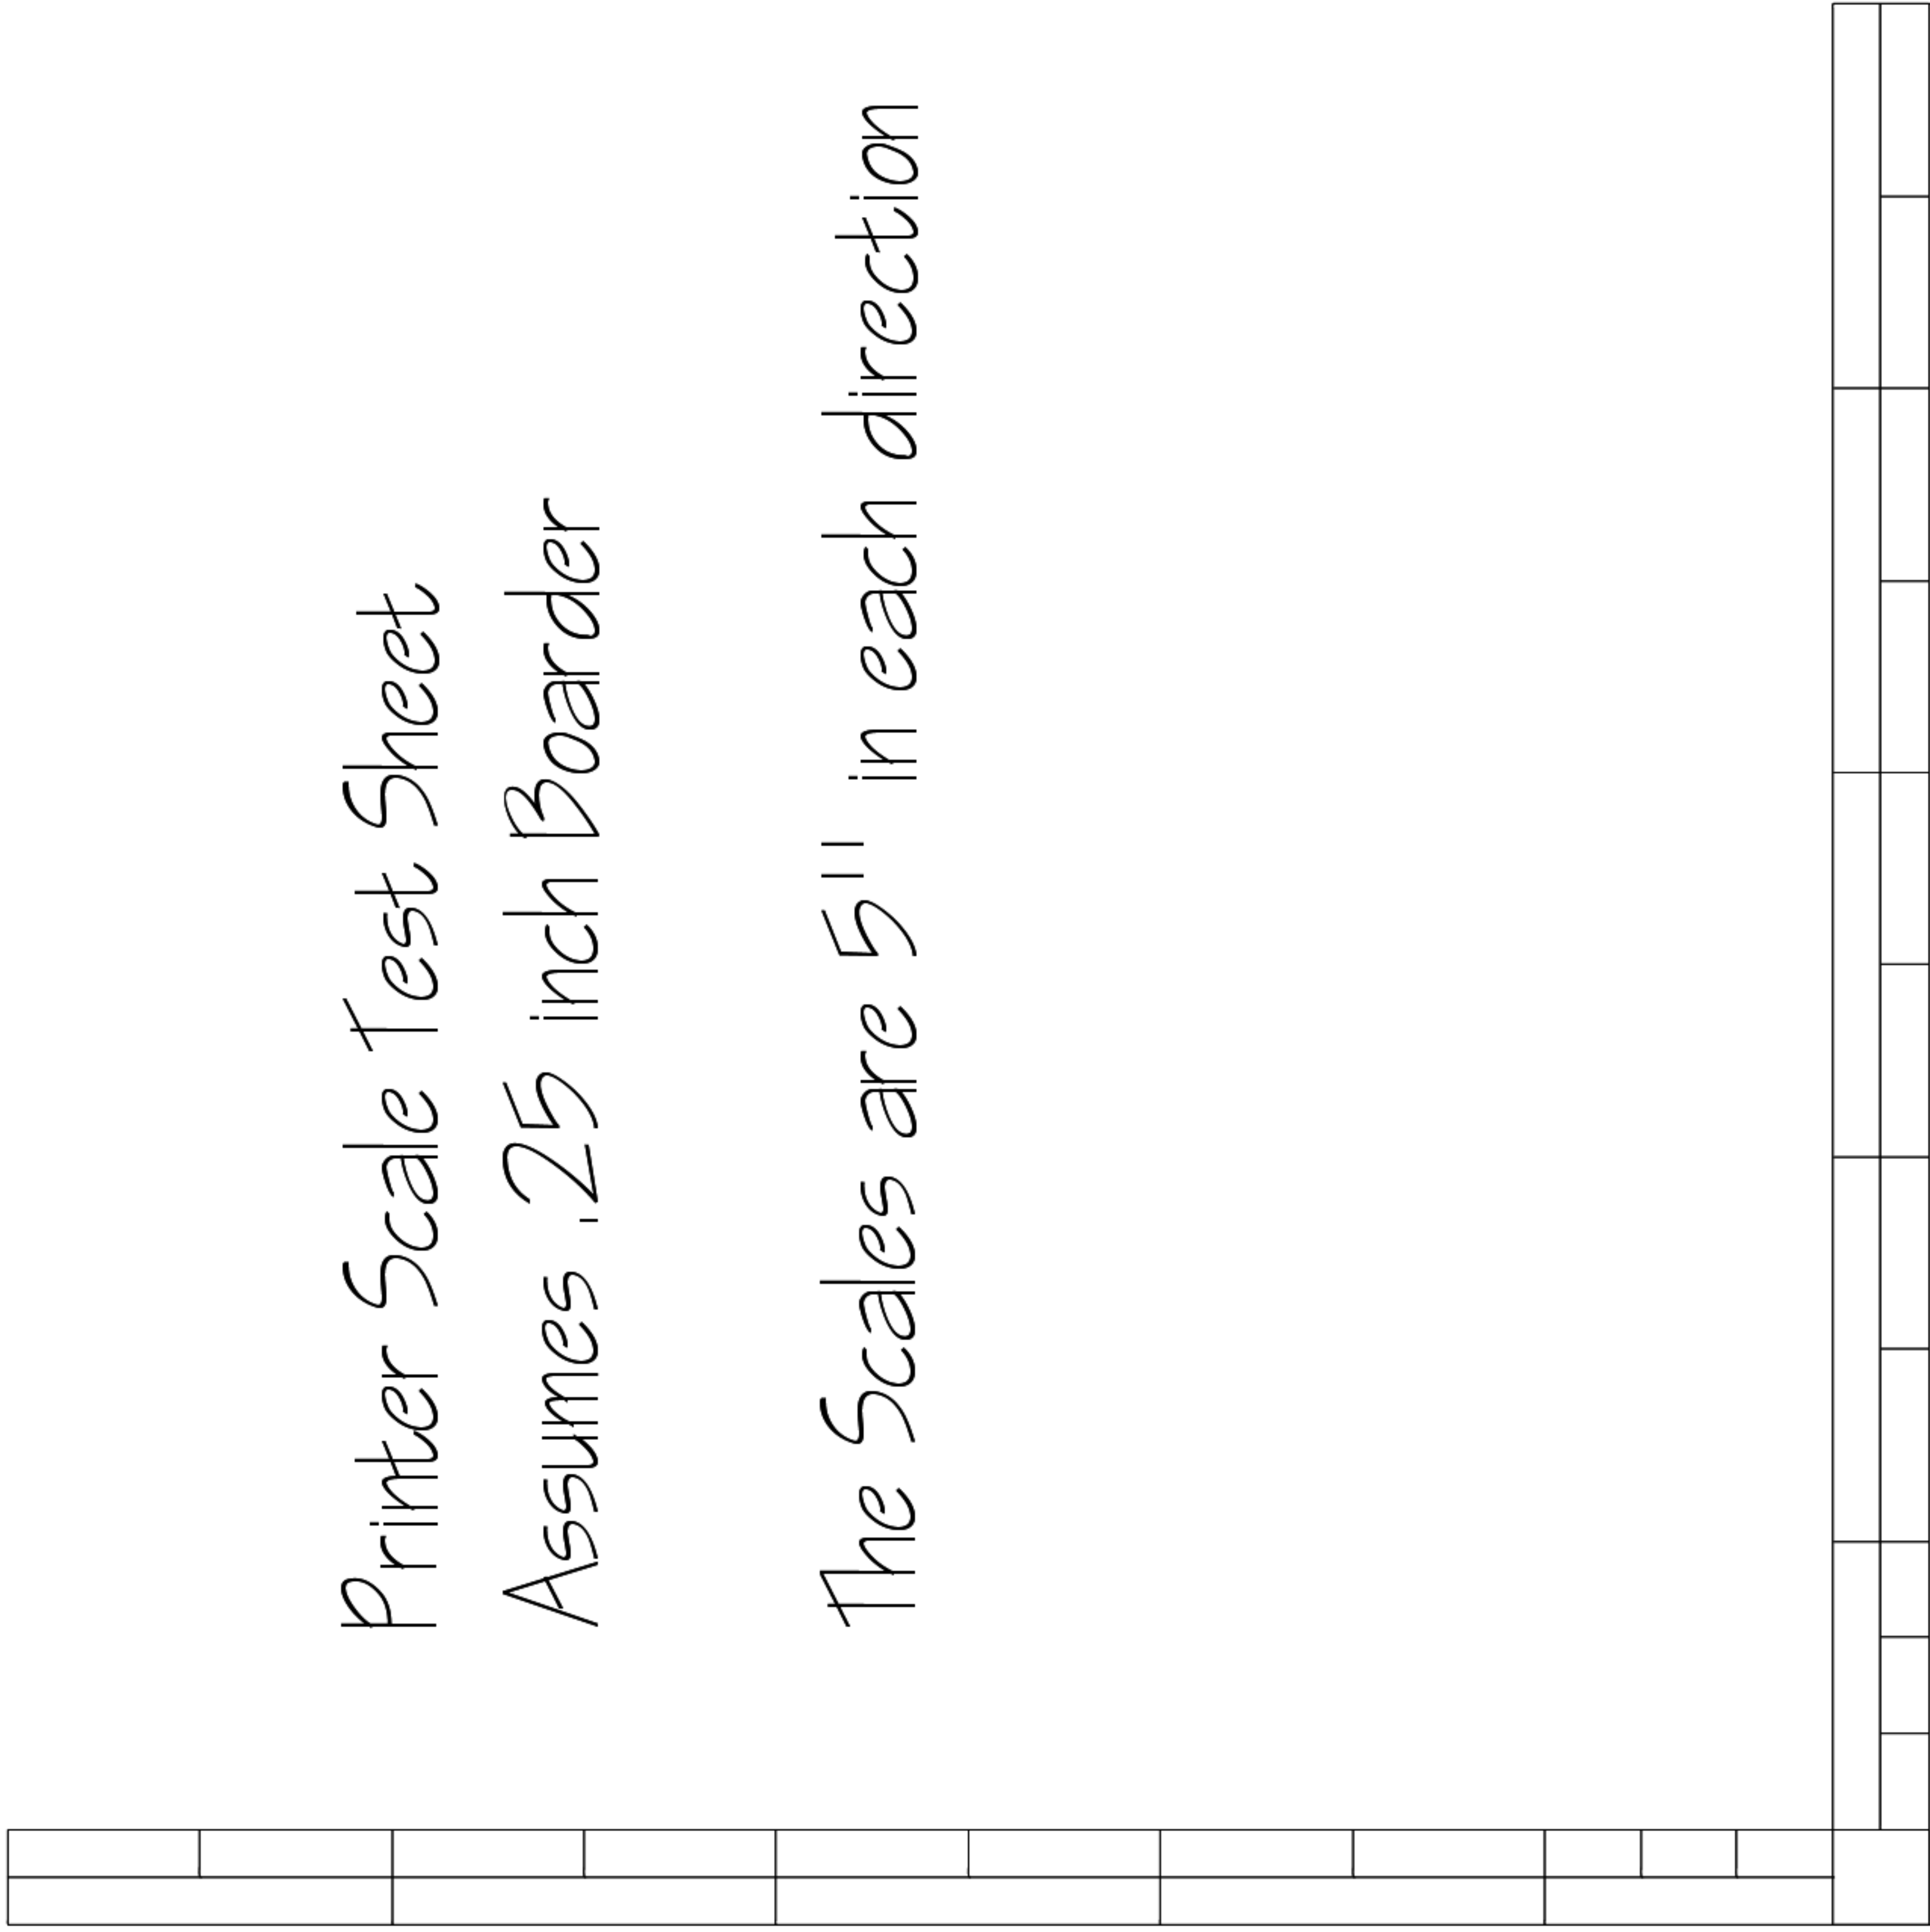 Printer Scale Test Sheet
Assumes .25 inch Boarder
The Scales are 5" in each direction